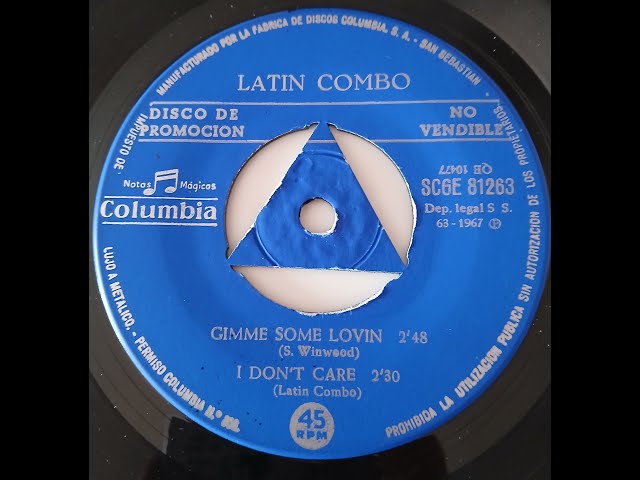 MANUFACTURADO POR LA FABRICA DE DISCOS COLUMBIA, S. A. - SAN SEBASTIAN
LATIN COMBO
DISCO DE
PROMOCION
NO
VENDIBLE
Notas Mágicas
Columbia
QB 10477
SCGE 81263
Dep. legal S S.
63 - 1967 Ⓟ
GIMME SOME LOVIN 2'48
(S. Winwood)
I DON'T CARE 2'30
(Latin Combo)
45
RPM
IMPUESTO DE
LUJO A METALICO. - PERMISO COLUMBIA N.º
PROHIBIDA LA UTILIZACION PUBLICA SIN AUTORIZACION DE LOS PROPIETARIOS.